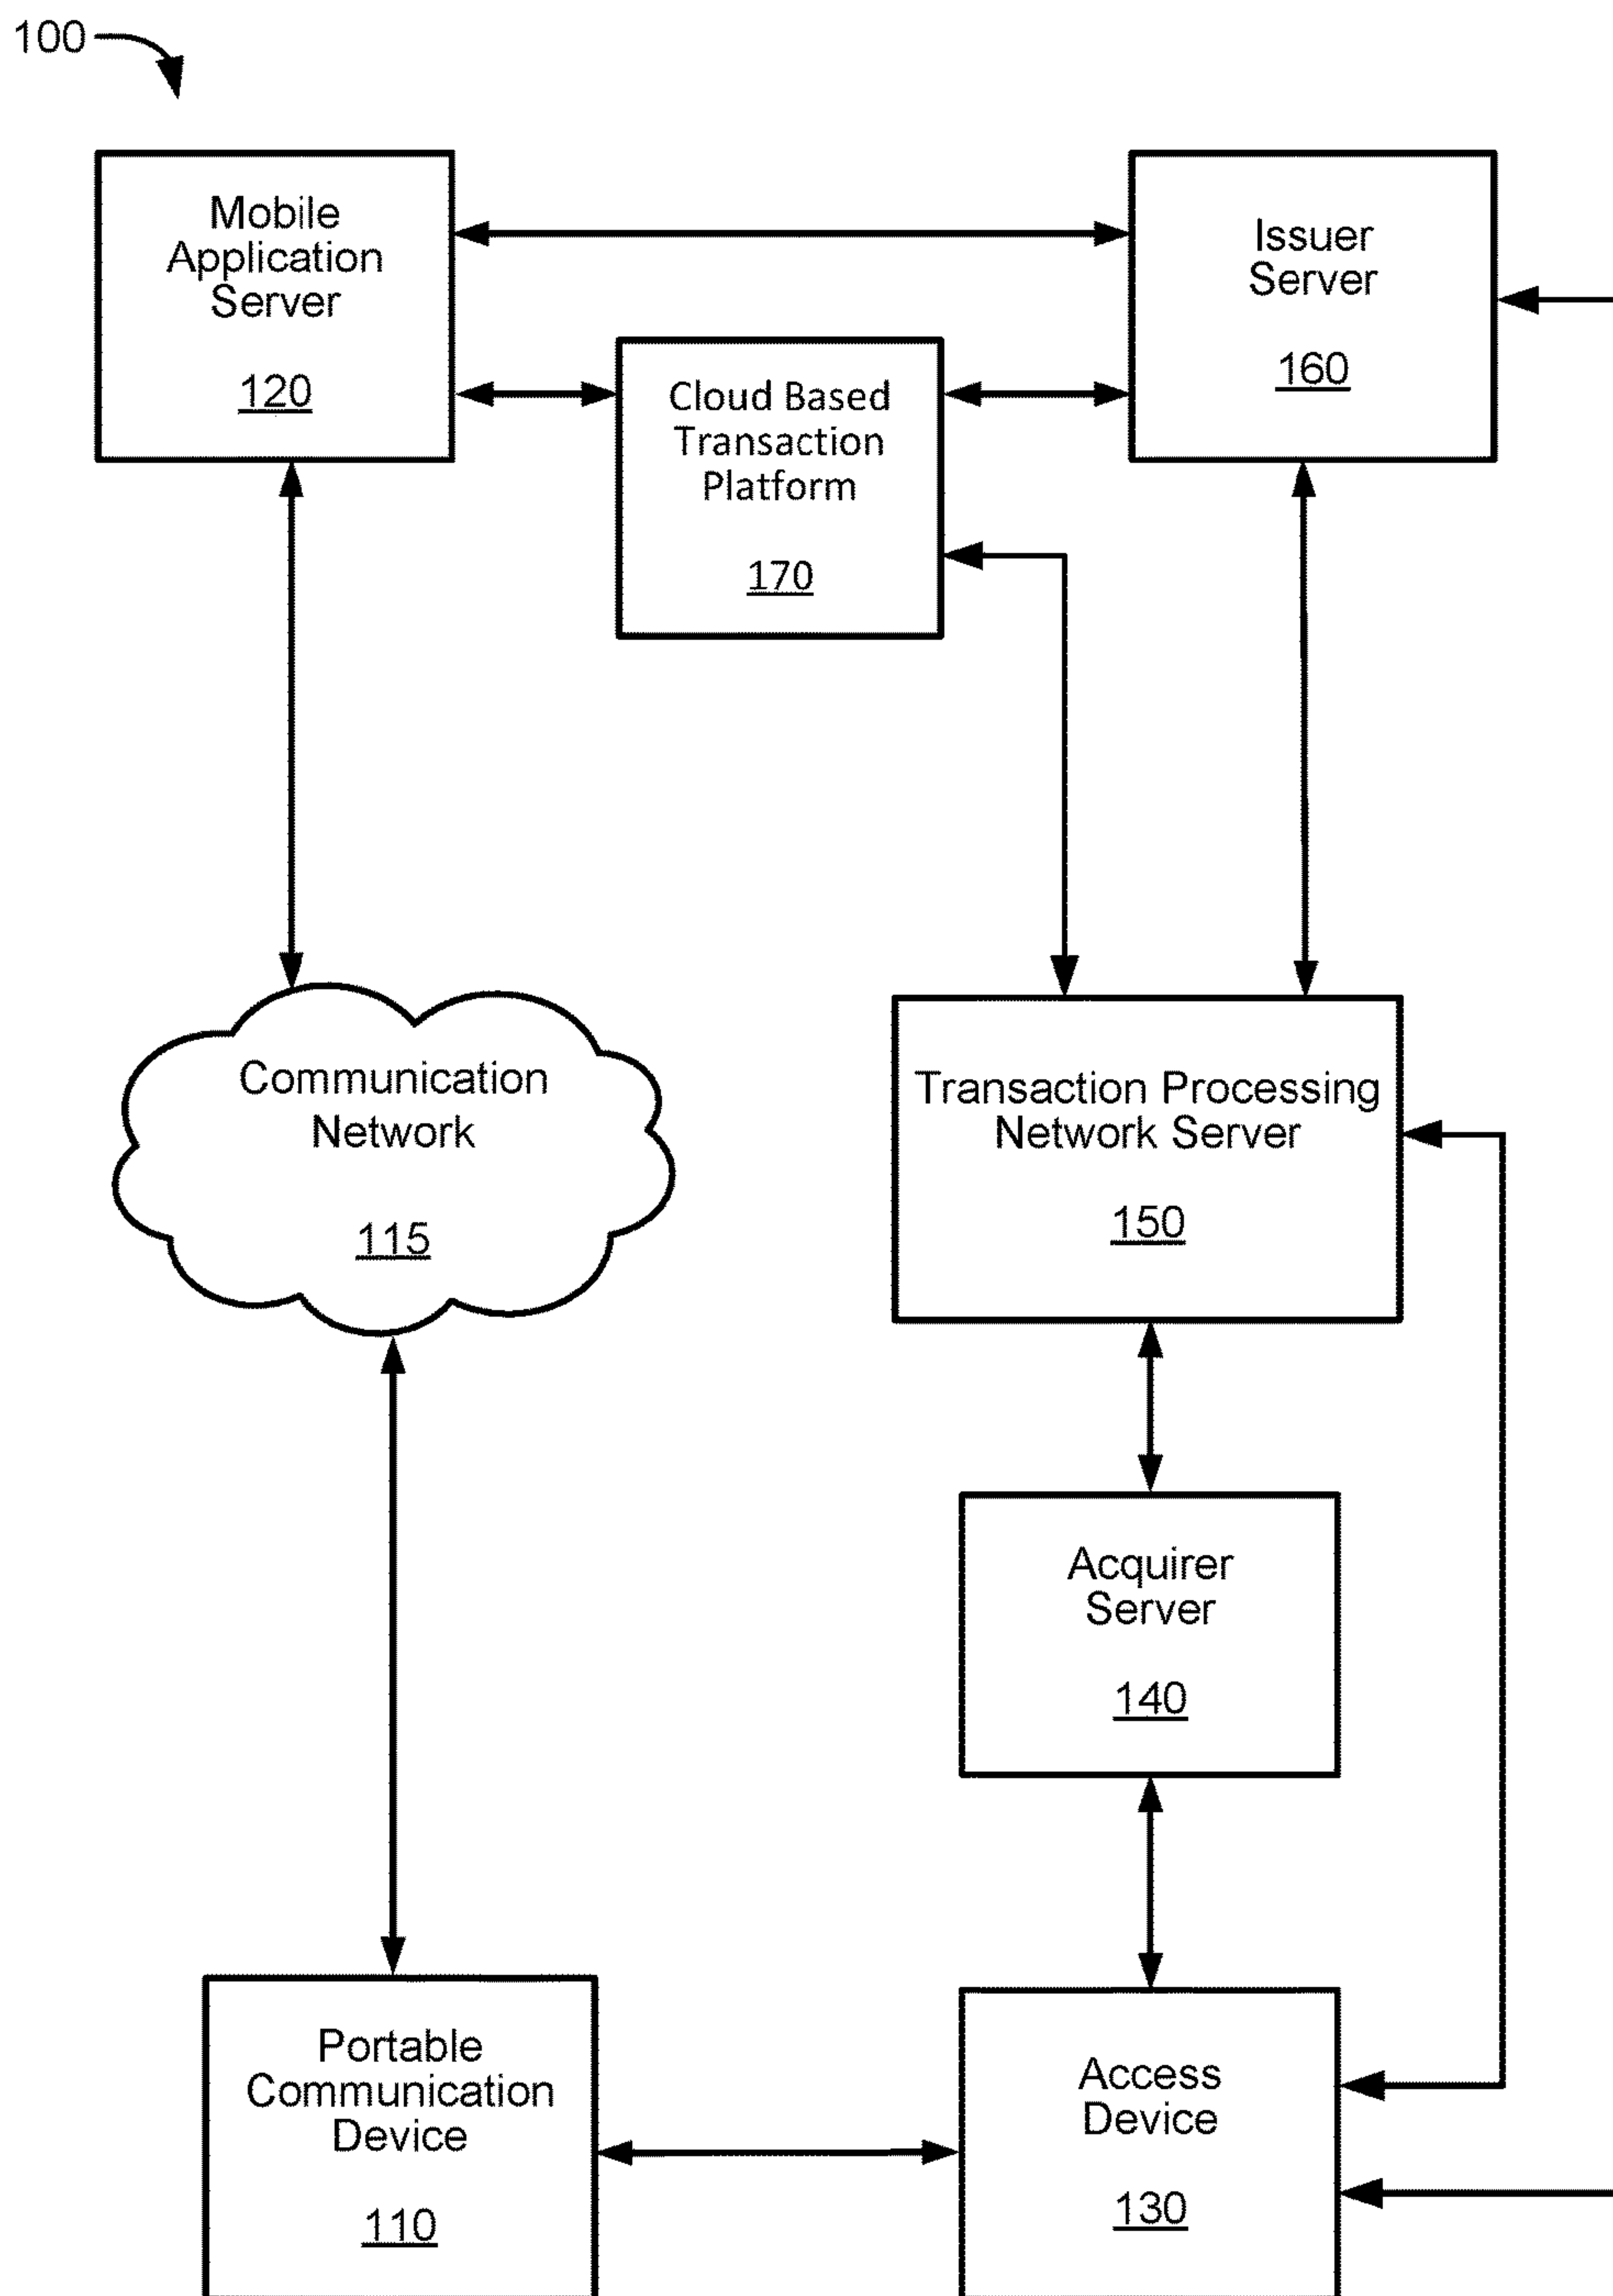 100
Mobile
Application
Server
120
Issuer
Server
160
Cloud Based
Transaction
Platform
170
Communication
Network
115
Transaction Processing
Network Server
150
Acquirer
Server
140
Portable
Communication
Device
110
Access
Device
130